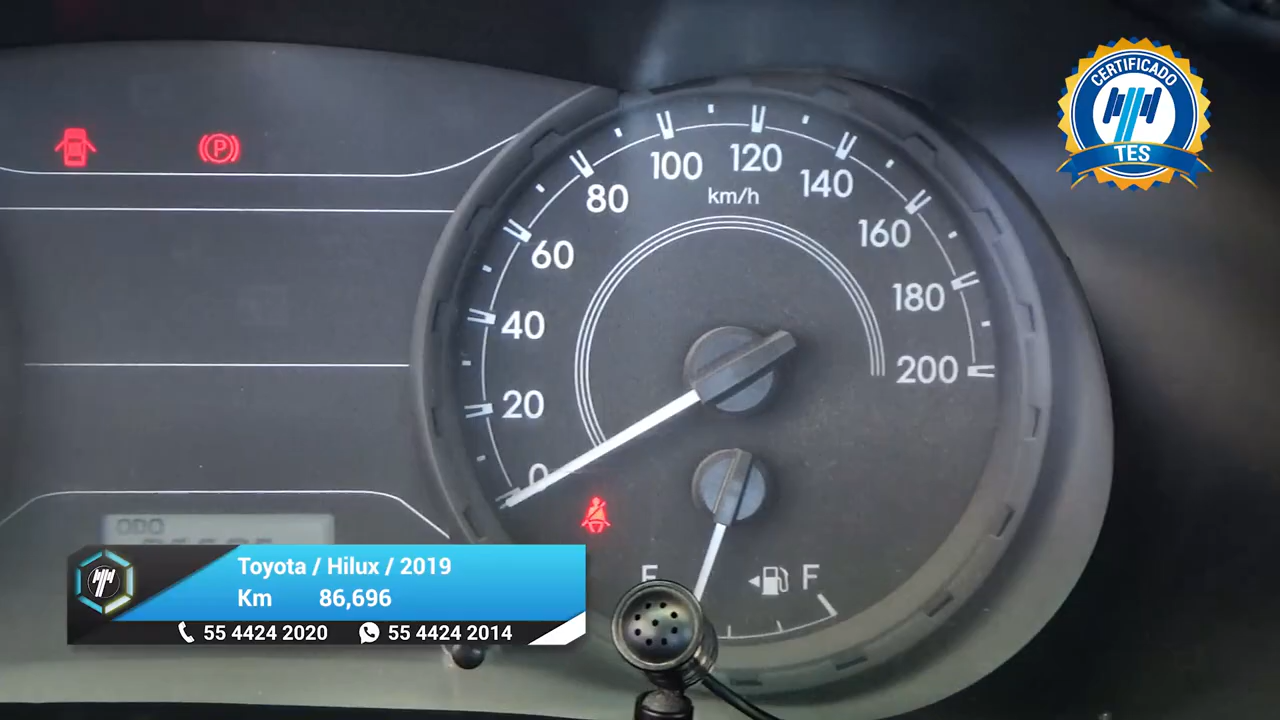 CERTIFICADO
TES
P
0
20
40
60
80
100
120
140
160
180
200
km/h
E
F
ODO
Toyota / Hilux / 2019
Km 86,696
55 4424 2020 55 4424 2014